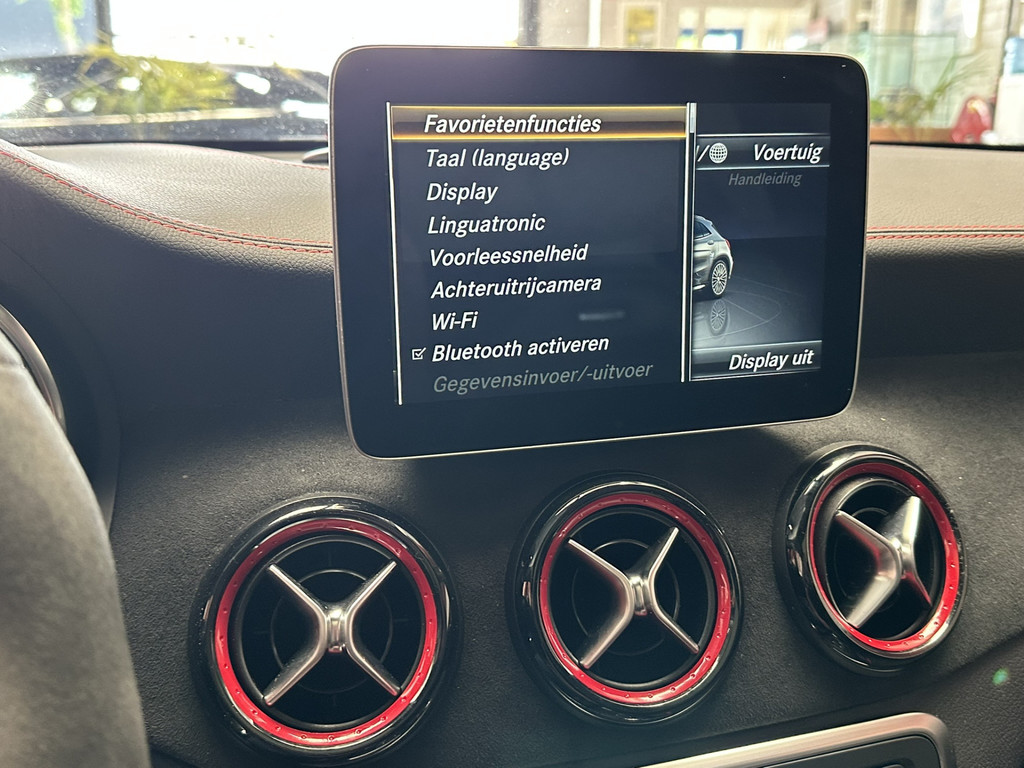 Favorietenfuncties
Taal (language)
Display
Linguatronic
Voorleessnelheid
Achteruitrijcamera
Wi-Fi
Bluetooth activeren
Gegevensinvoer/-uitvoer
Voertuig
Handleiding
Display uit